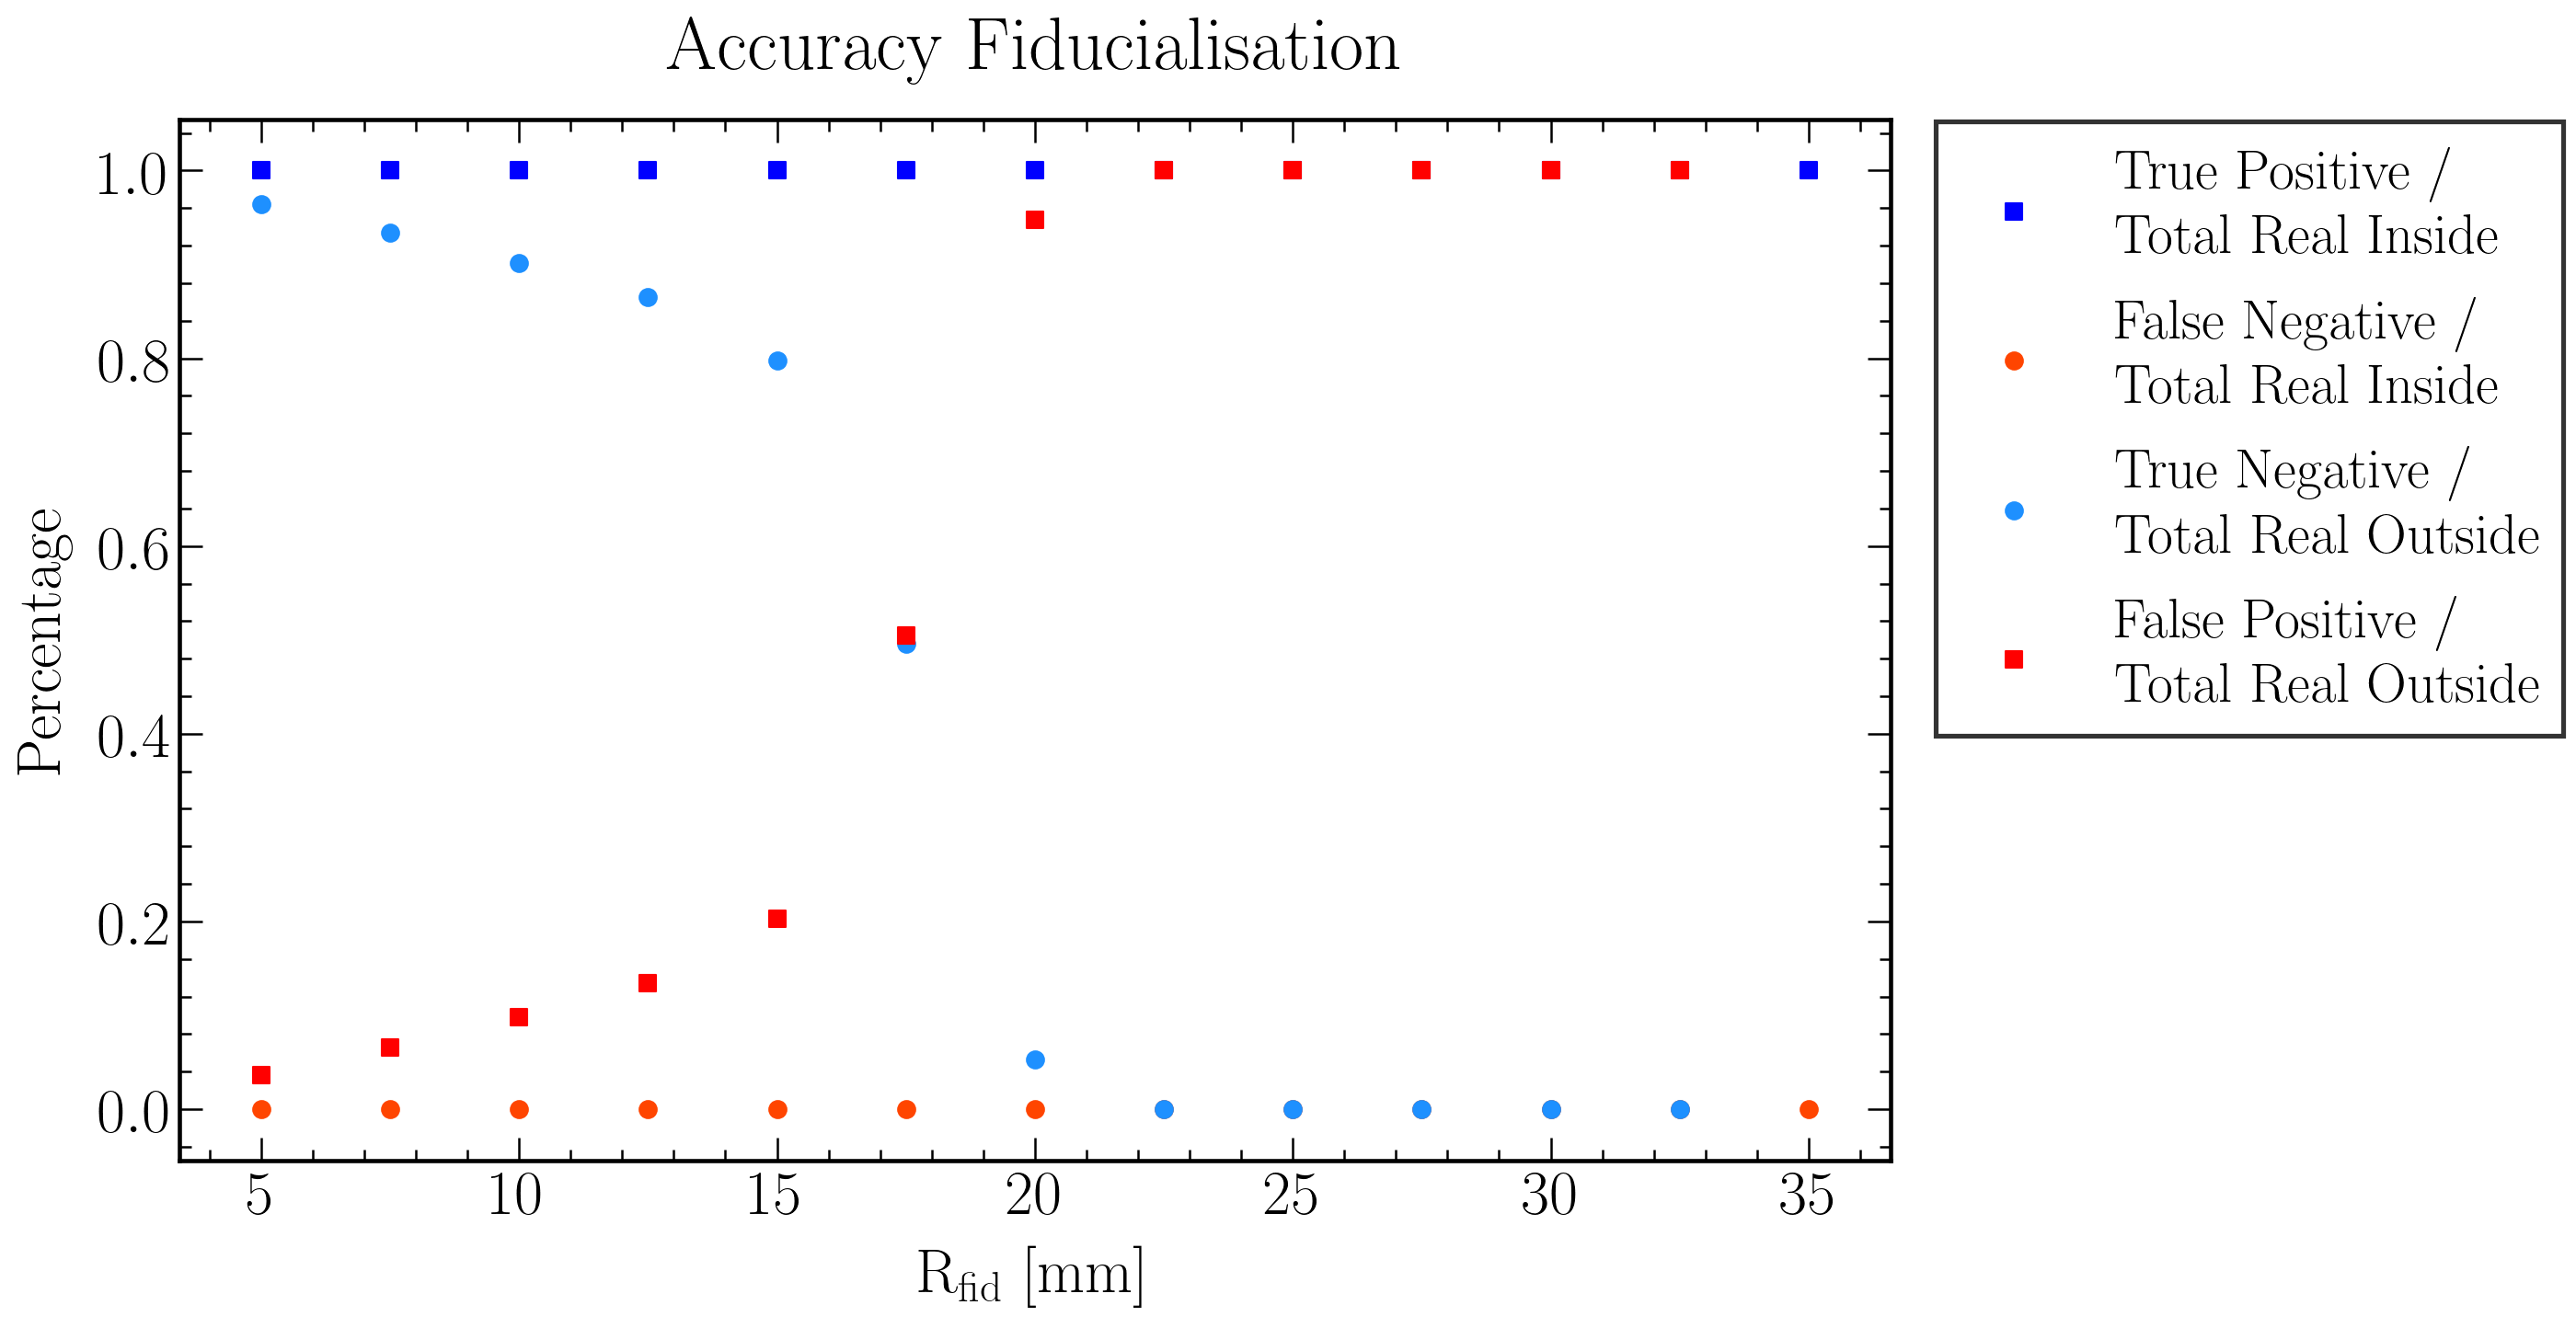 Accuracy Fiducialisation
1.0
0.8
0.6
0.4
0.2
0.0
Percentage
5 10 15 20 25 30 35
R_fid [mm]
True Positive /
Total Real Inside
False Negative /
Total Real Inside
True Negative /
Total Real Outside
False Positive /
Total Real Outside